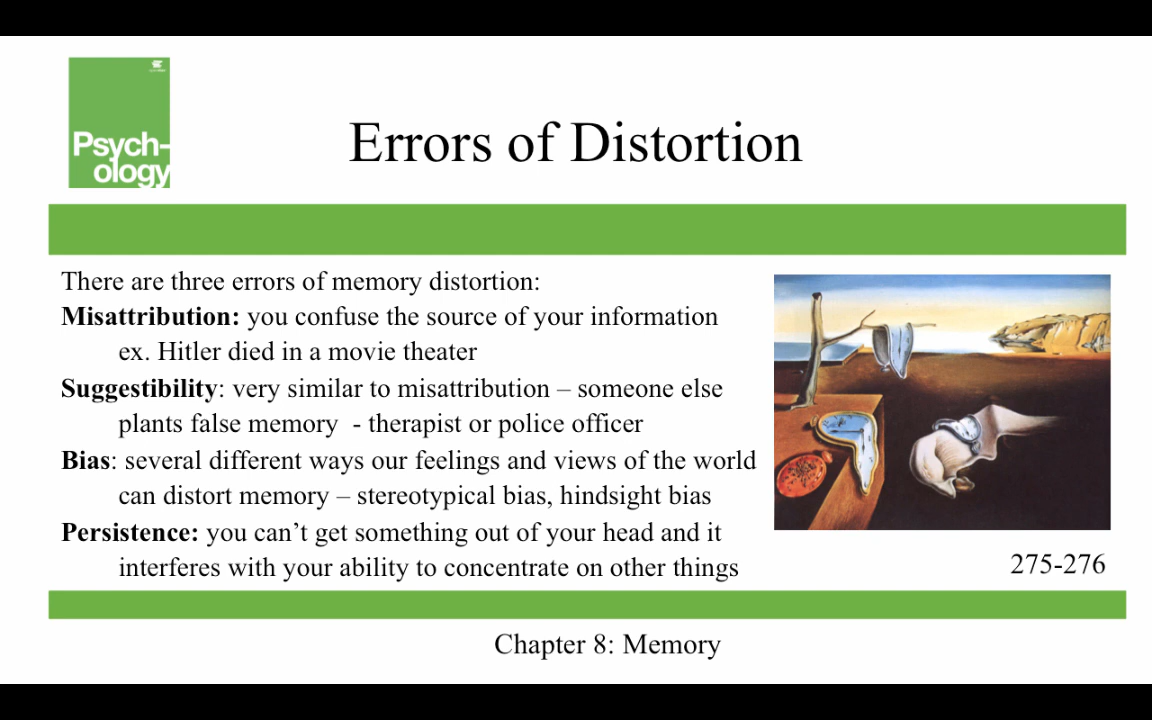 Psych-
ology
Errors of Distortion
There are three errors of memory distortion:
Misattribution: you confuse the source of your information
ex. Hitler died in a movie theater
Suggestibility: very similar to misattribution – someone else
plants false memory - therapist or police officer
Bias: several different ways our feelings and views of the world
can distort memory – stereotypical bias, hindsight bias
Persistence: you can’t get something out of your head and it
interferes with your ability to concentrate on other things
275-276
Chapter 8: Memory